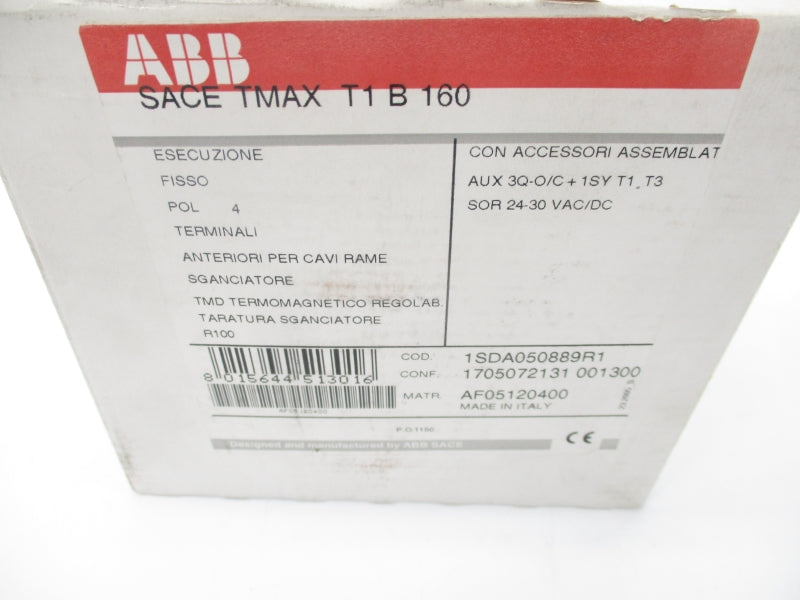 ABB
SACE TMAX T1 B 160
ESECUZIONE
FISSO
POL 4
TERMINALI
ANTERIORI PER CAVI RAME
SGANCIATORE
TMD TERMOMAGNETICO REGOLAB.
TARATURA SGANCIATORE
R100
CON ACCESSORI ASSEMBLAT
AUX 3Q-O/C + 1SY T1_T3
SOR 24-30 VAC/DC
8 015644 513016
AF05120400
COD. 1SDA050889R1
CONF. 1705072131 001300
MATR. AF05120400
MADE IN ITALY
P.O.1150
Designed and manufactured by ABB SACE
CE